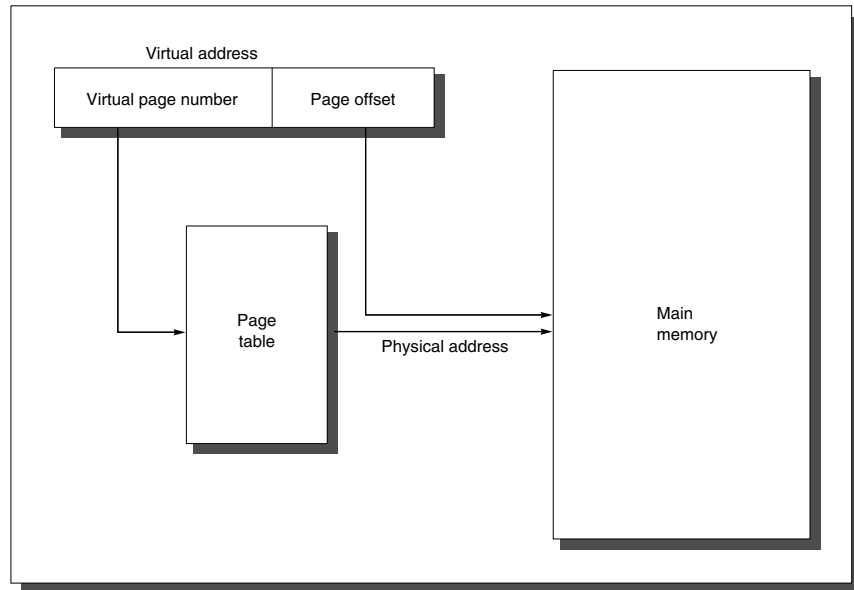 Virtual address
Virtual page number
Page offset
Page
table
Physical address
Main
memory